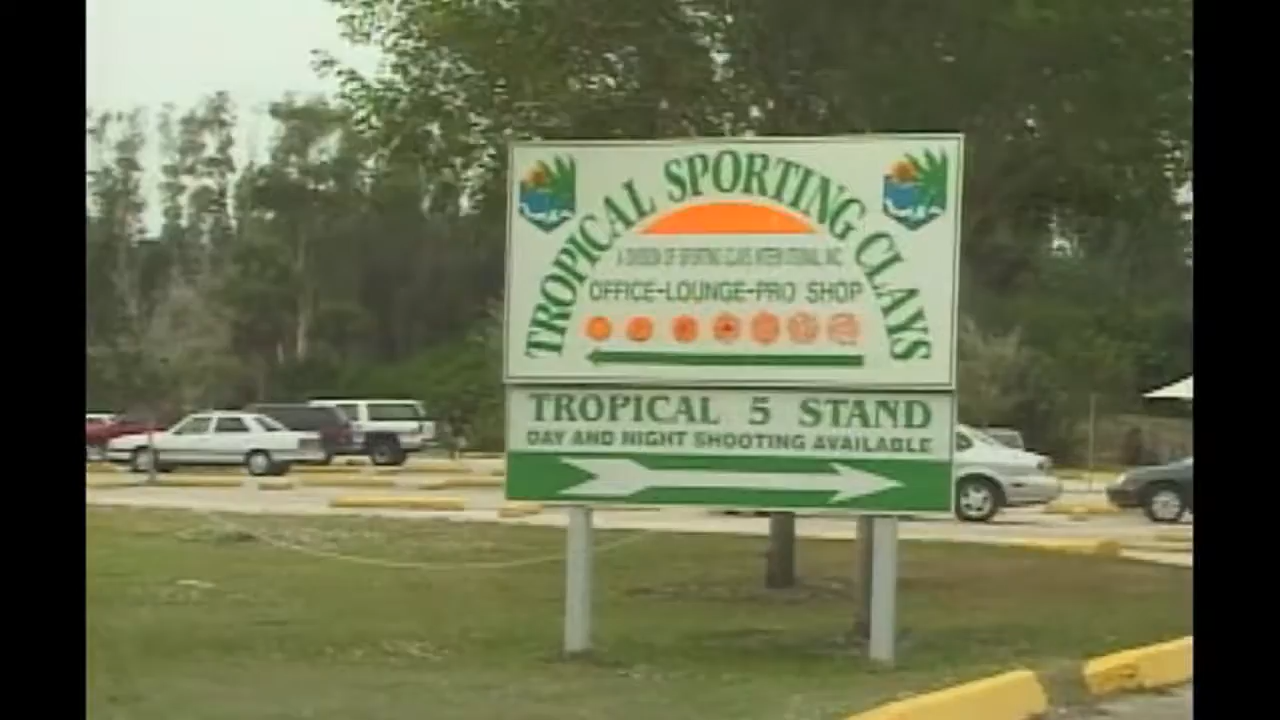 TROPICAL SPORTING CLAYS
A DIVISION OF SPORTING CLAYS INTERNATIONAL, INC
OFFICE-LOUNGE-PRO SHOP
TROPICAL 5 STAND
DAY AND NIGHT SHOOTING AVAILABLE